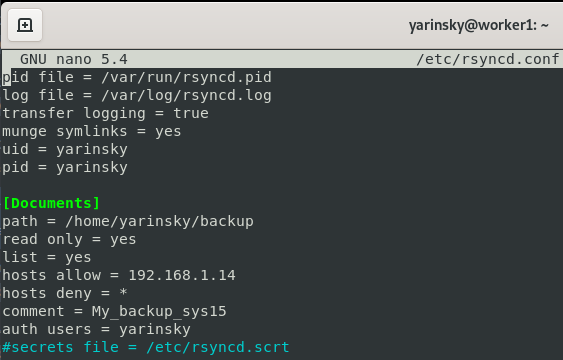 yarinsky@worker1: ~
GNU nano 5.4 /etc/rsyncd.conf
pid file = /var/run/rsyncd.pid
log file = /var/log/rsyncd.log
transfer logging = true
munge symlinks = yes
uid = yarinsky
pid = yarinsky
[Documents]
path = /home/yarinsky/backup
read only = yes
list = yes
hosts allow = 192.168.1.14
hosts deny = *
comment = My_backup_sys15
auth users = yarinsky
#secrets file = /etc/rsyncd.scrt